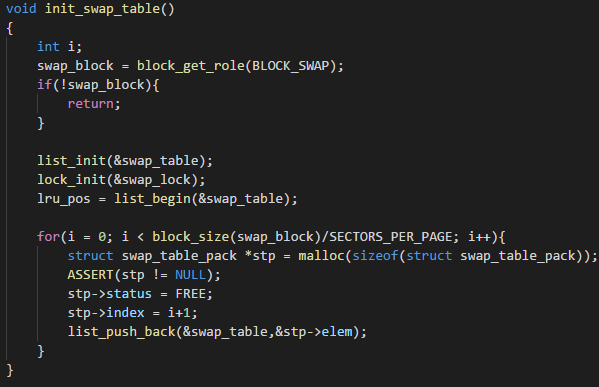 void init_swap_table()
{
    int i;
    swap_block = block_get_role(BLOCK_SWAP);
    if(!swap_block){
        return;
    }

    list_init(&swap_table);
    lock_init(&swap_lock);
    lru_pos = list_begin(&swap_table);

    for(i = 0; i < block_size(swap_block)/SECTORS_PER_PAGE; i++){
        struct swap_table_pack *stp = malloc(sizeof(struct swap_table_pack));
        ASSERT(stp != NULL);
        stp->status = FREE;
        stp->index = i+1;
        list_push_back(&swap_table,&stp->elem);
    }
}